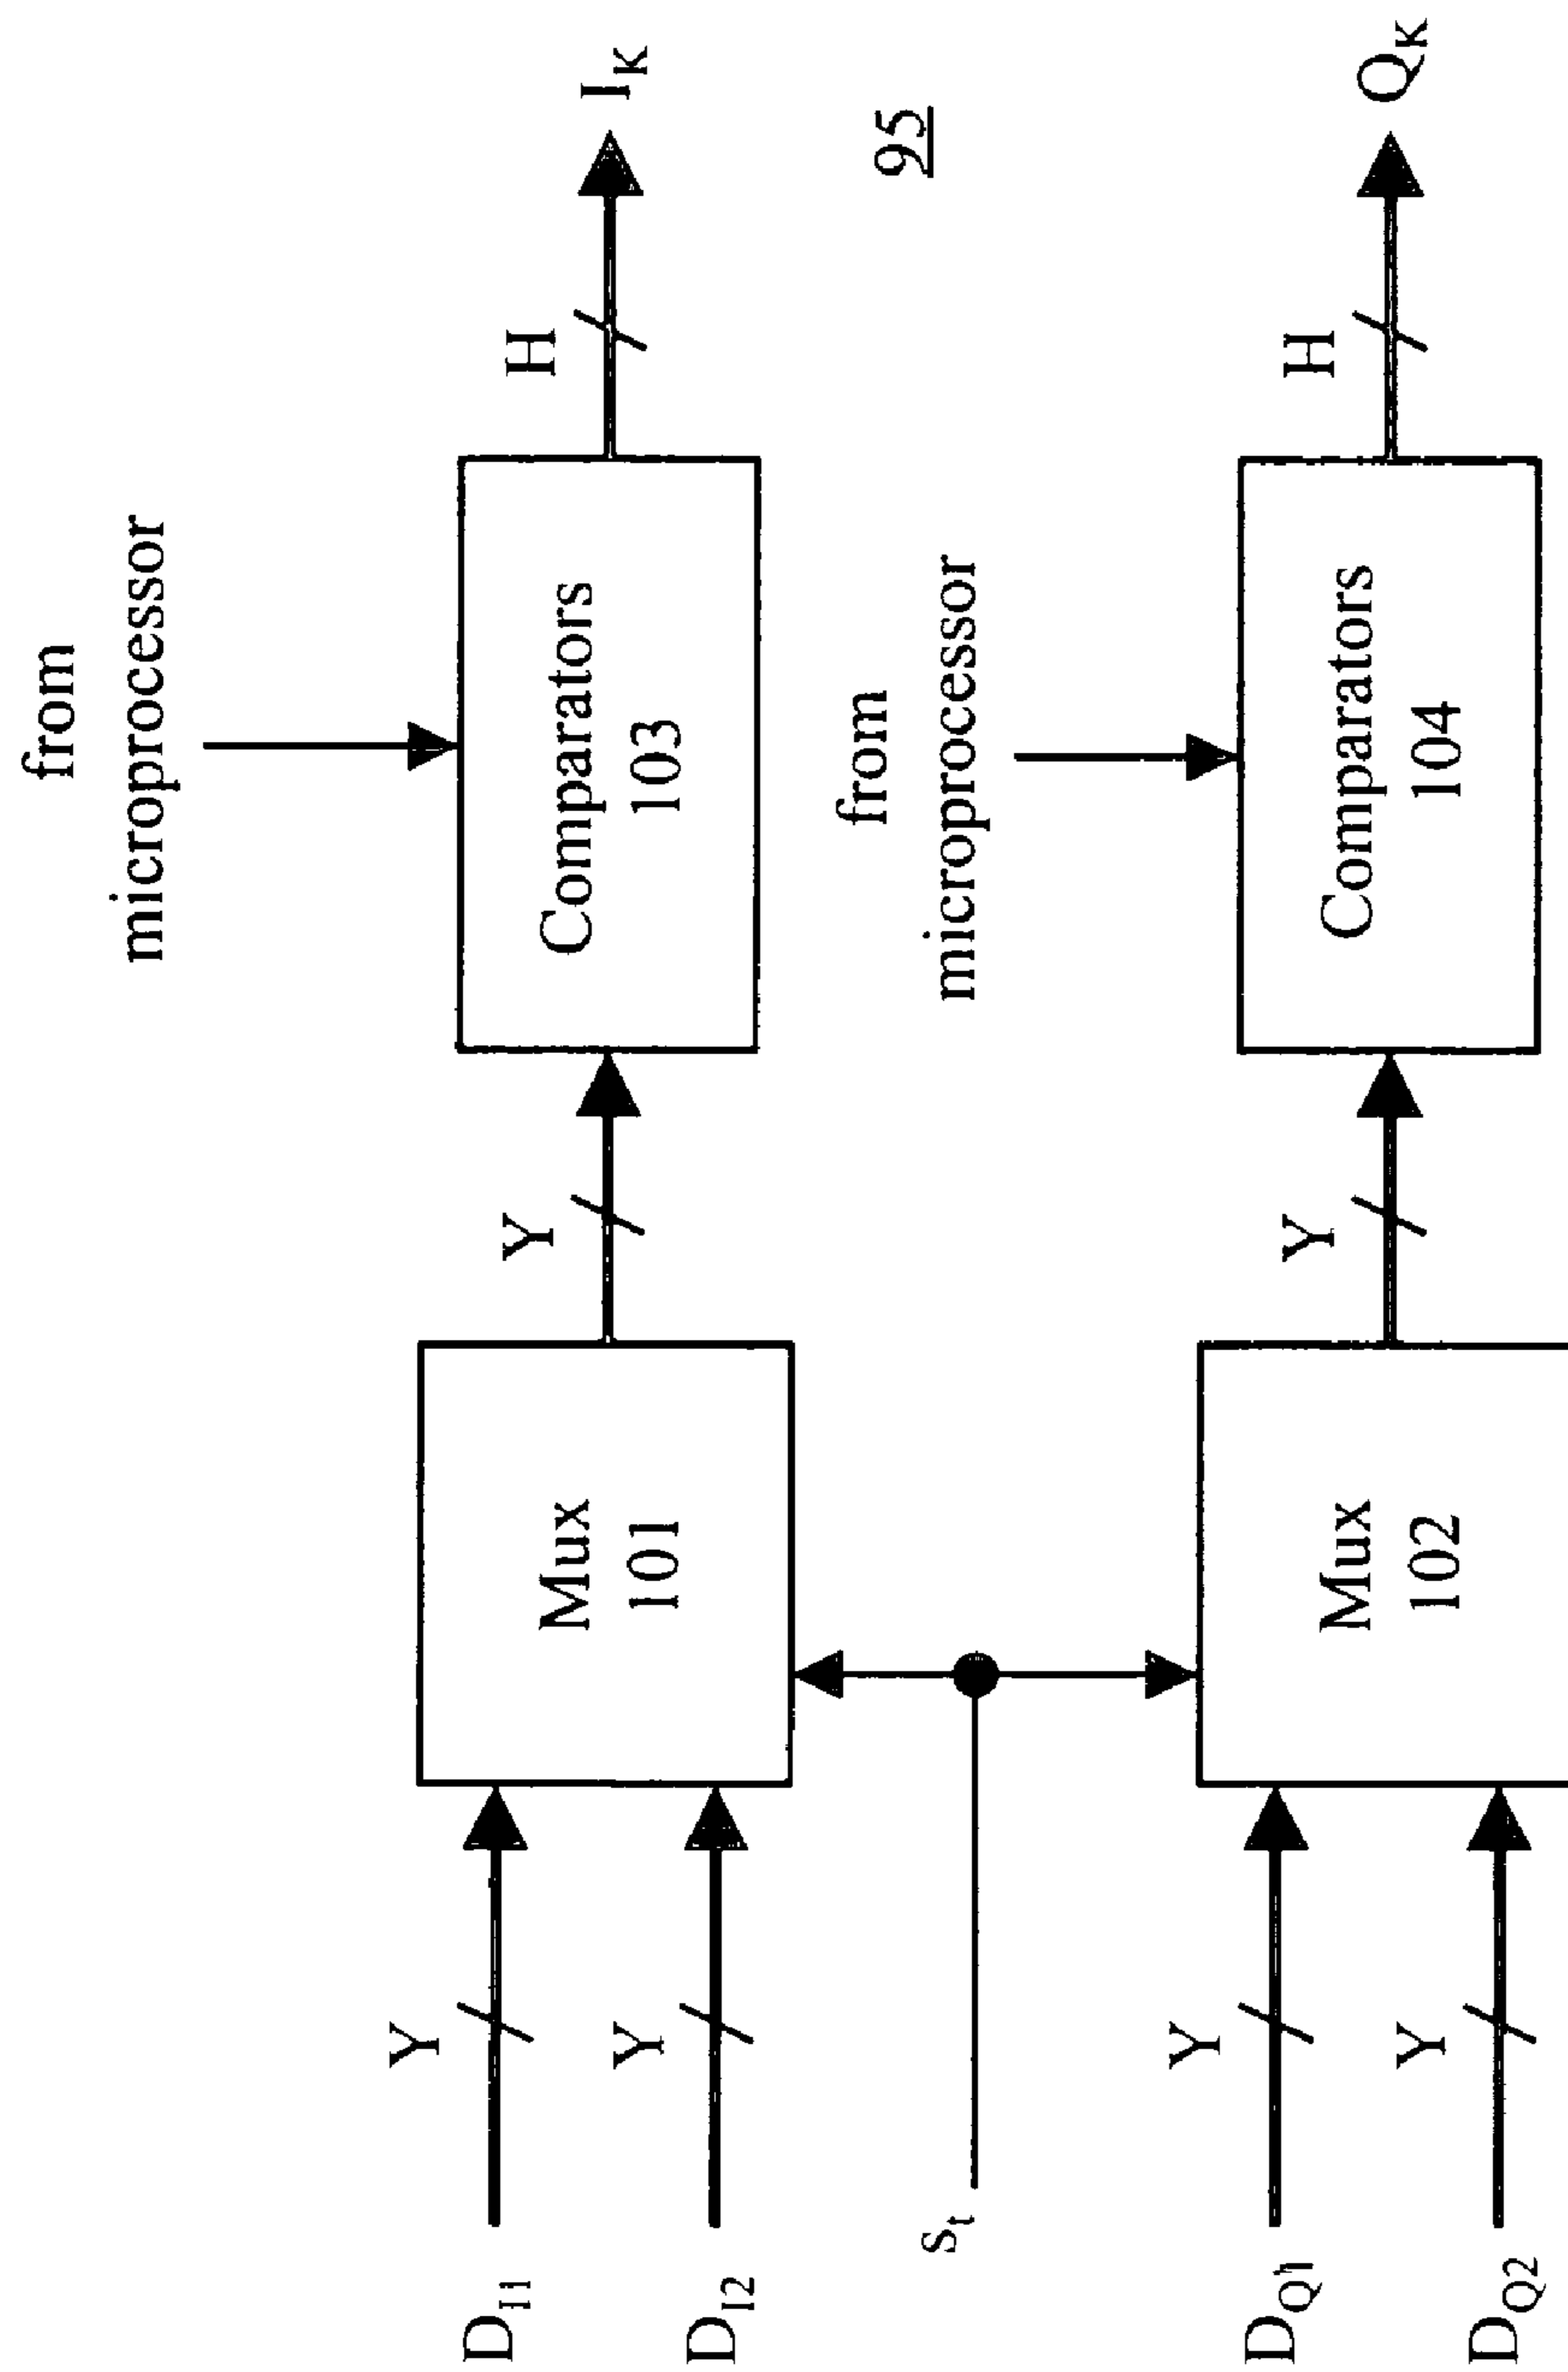 from
microprocessor
D_I1
Y
Y
D_I2
Mux
101
Y
Comparators
103
H
I_K
95
s_t
from
microprocessor
D_Q1
Y
Y
D_Q2
Mux
102
Y
Comparators
104
H
Q_K